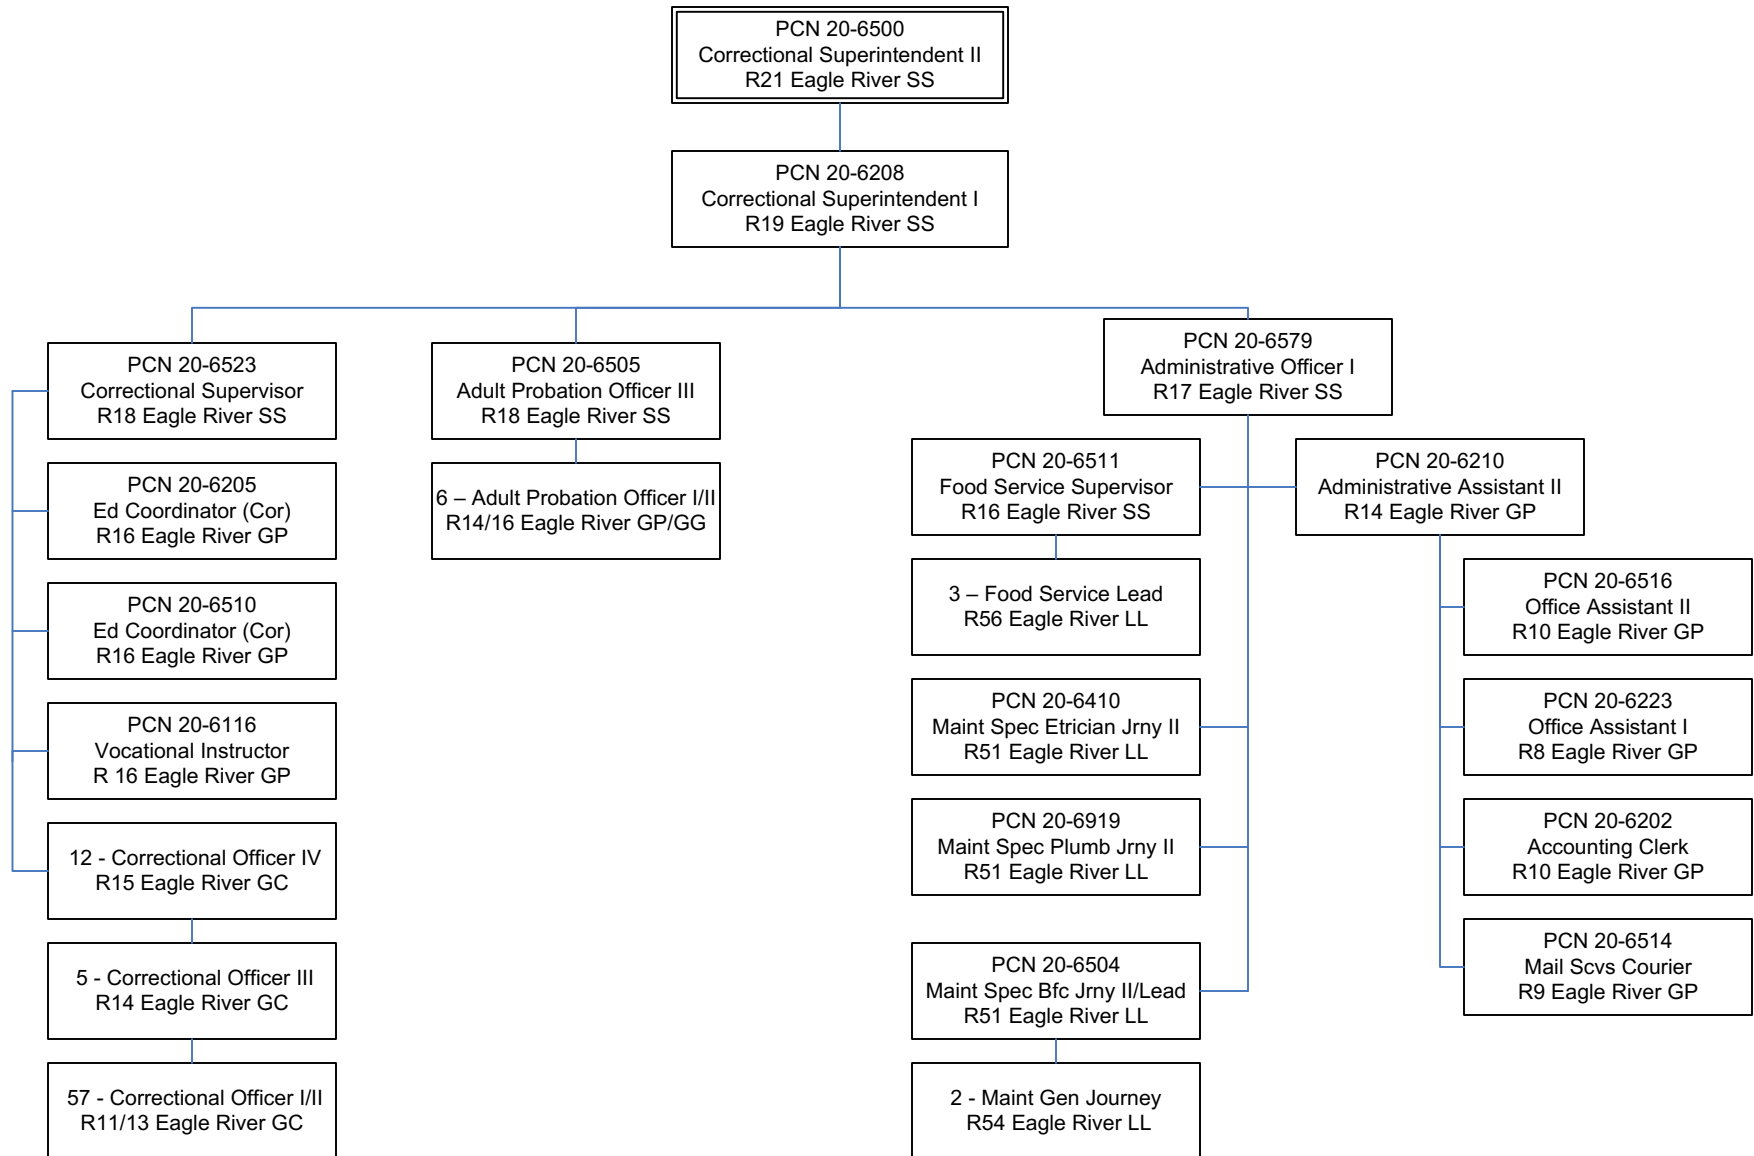 PCN 20-6500
Correctional Superintendent II
R21 Eagle River SS
PCN 20-6208
Correctional Superintendent I
R19 Eagle River SS
PCN 20-6523
Correctional Supervisor
R18 Eagle River SS
PCN 20-6205
Ed Coordinator (Cor)
R16 Eagle River GP
PCN 20-6510
Ed Coordinator (Cor)
R16 Eagle River GP
PCN 20-6116
Vocational Instructor
R 16 Eagle River GP
12 - Correctional Officer IV
R15 Eagle River GC
5 - Correctional Officer III
R14 Eagle River GC
57 - Correctional Officer I/II
R11/13 Eagle River GC
PCN 20-6505
Adult Probation Officer III
R18 Eagle River SS
6 – Adult Probation Officer I/II
R14/16 Eagle River GP/GG
PCN 20-6579
Administrative Officer I
R17 Eagle River SS
PCN 20-6511
Food Service Supervisor
R16 Eagle River SS
3 – Food Service Lead
R56 Eagle River LL
PCN 20-6410
Maint Spec Etrician Jrny II
R51 Eagle River LL
PCN 20-6919
Maint Spec Plumb Jrny II
R51 Eagle River LL
PCN 20-6504
Maint Spec Bfc Jrny II/Lead
R51 Eagle River LL
2 - Maint Gen Journey
R54 Eagle River LL
PCN 20-6210
Administrative Assistant II
R14 Eagle River GP
PCN 20-6516
Office Assistant II
R10 Eagle River GP
PCN 20-6223
Office Assistant I
R8 Eagle River GP
PCN 20-6202
Accounting Clerk
R10 Eagle River GP
PCN 20-6514
Mail Scvs Courier
R9 Eagle River GP